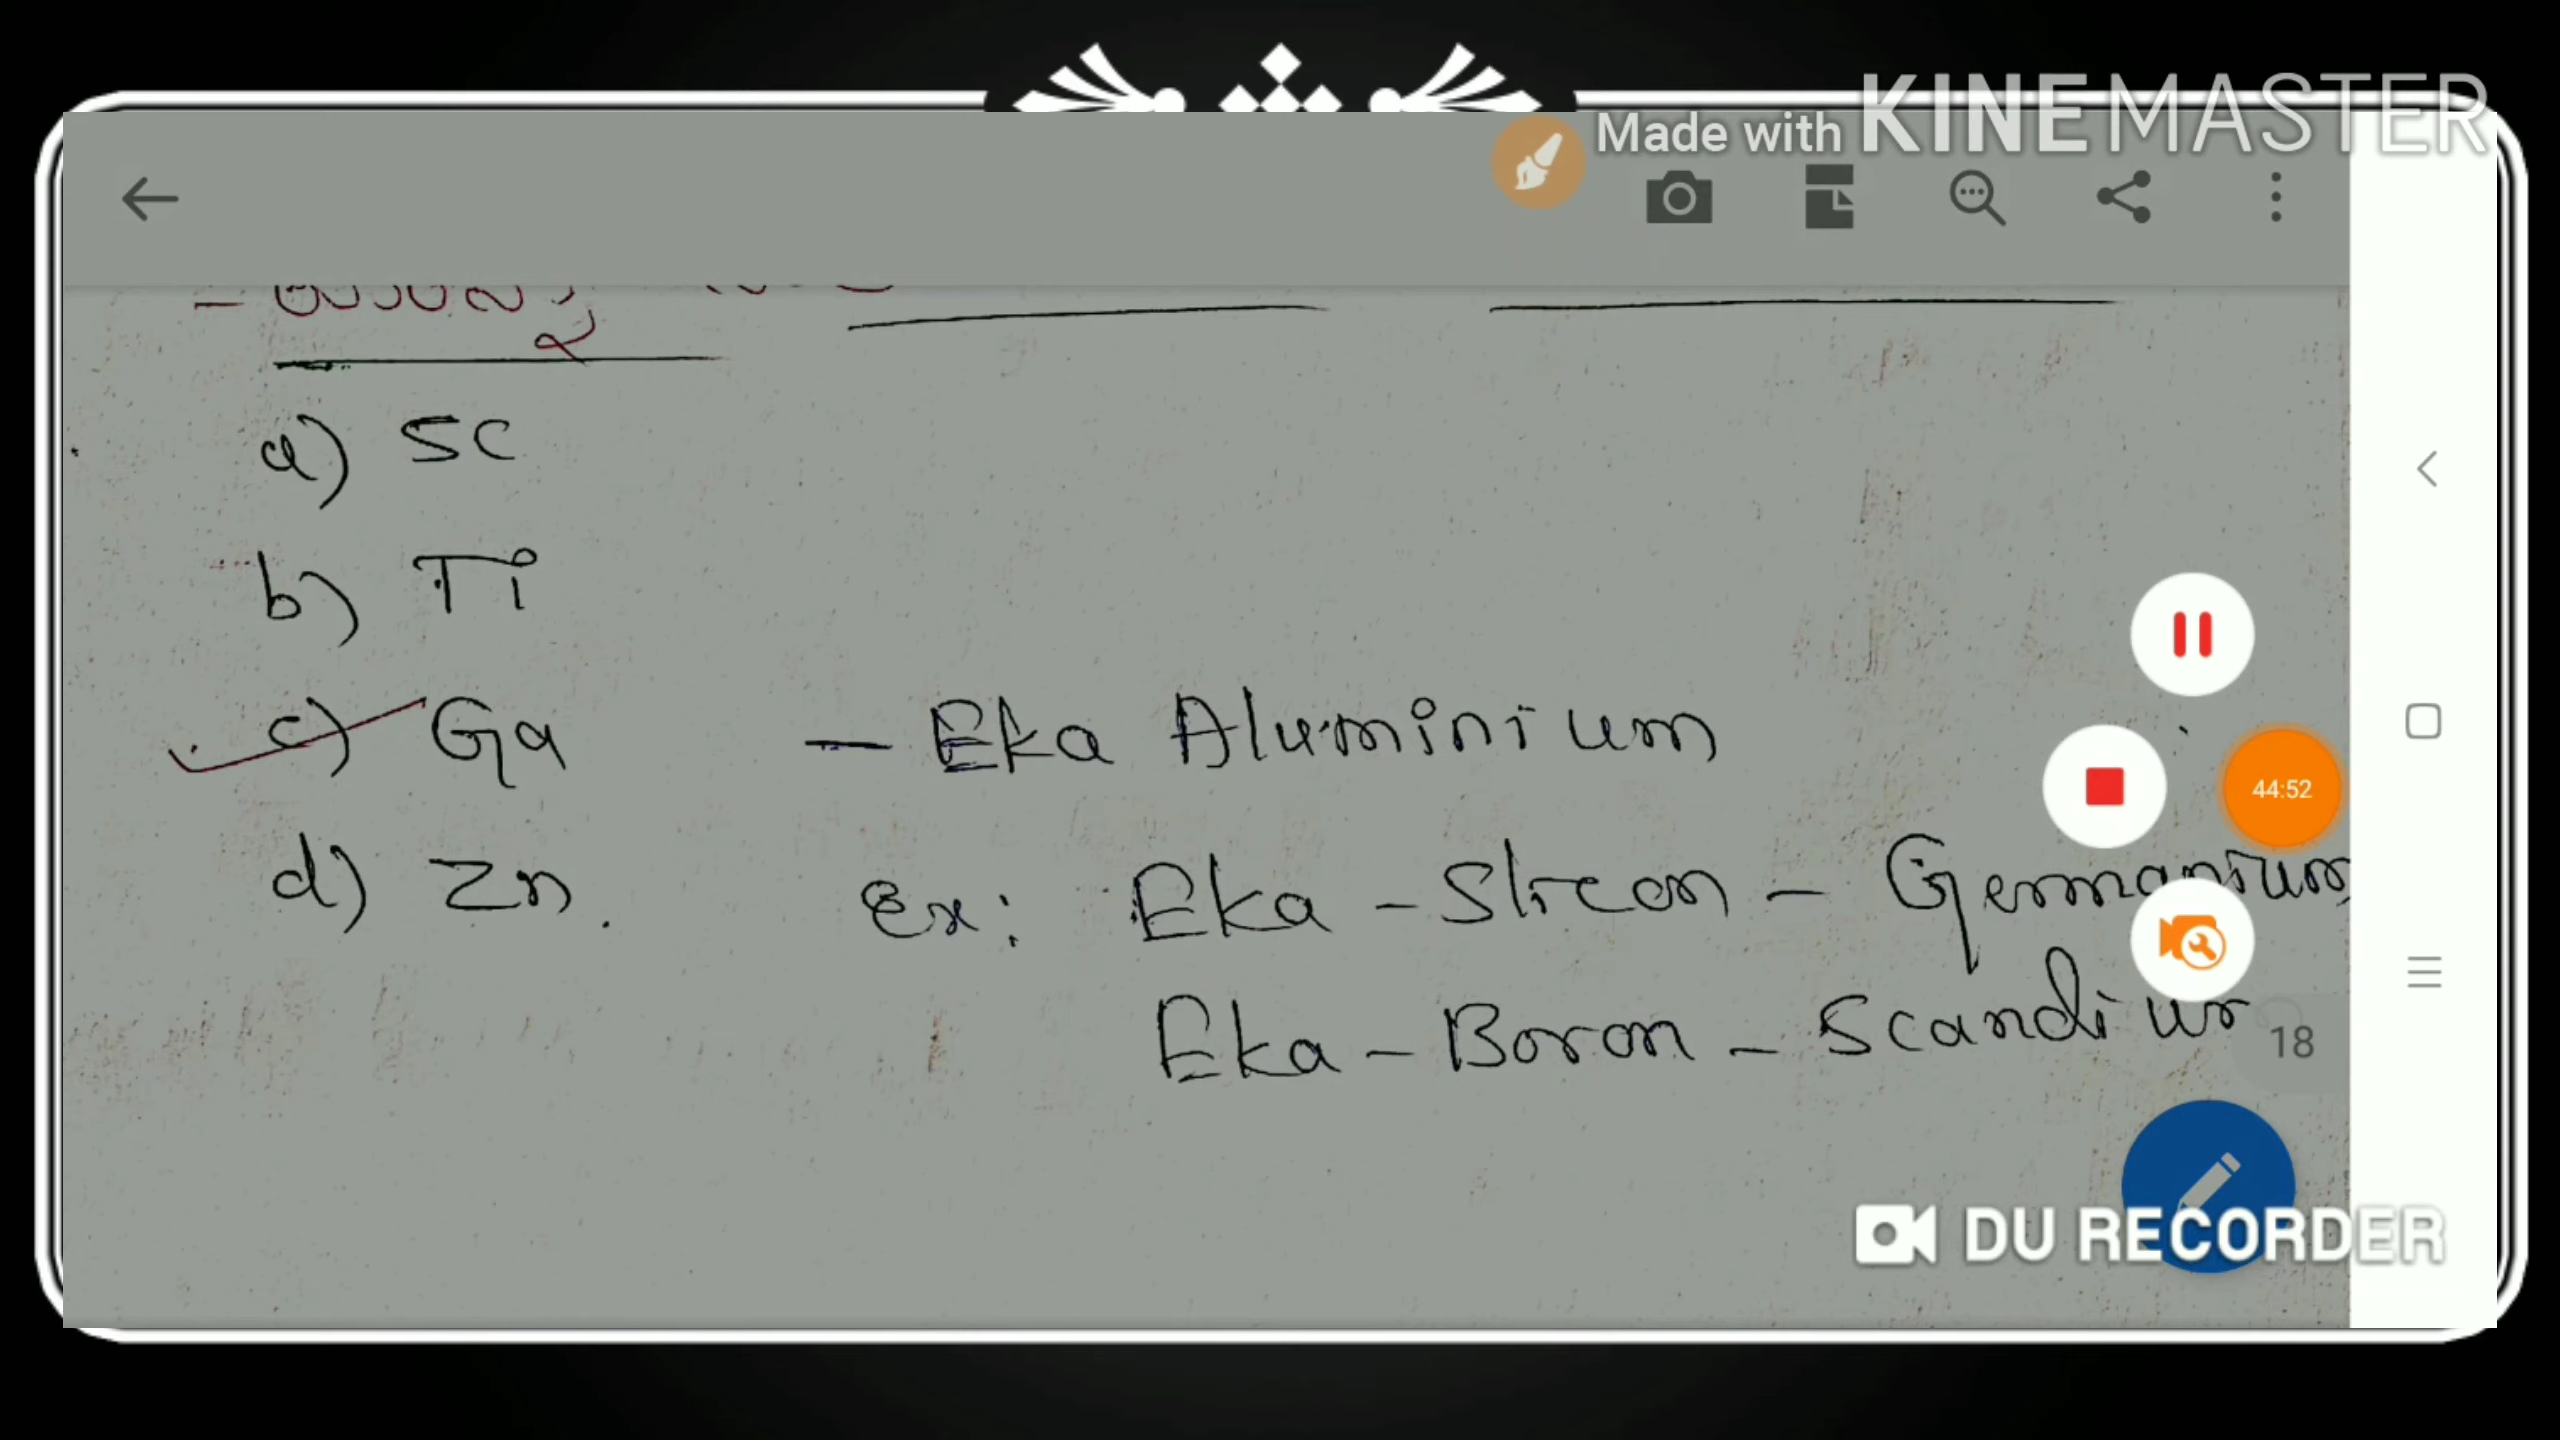 Made with KINEMASTER
a) Sc
b) Ti
c) Ga – Eka Aluminium
44:52
d) Zn. Ex: Eka – Slicon – Germanium
Eka – Boron – Scandium
18
DU RECORDER